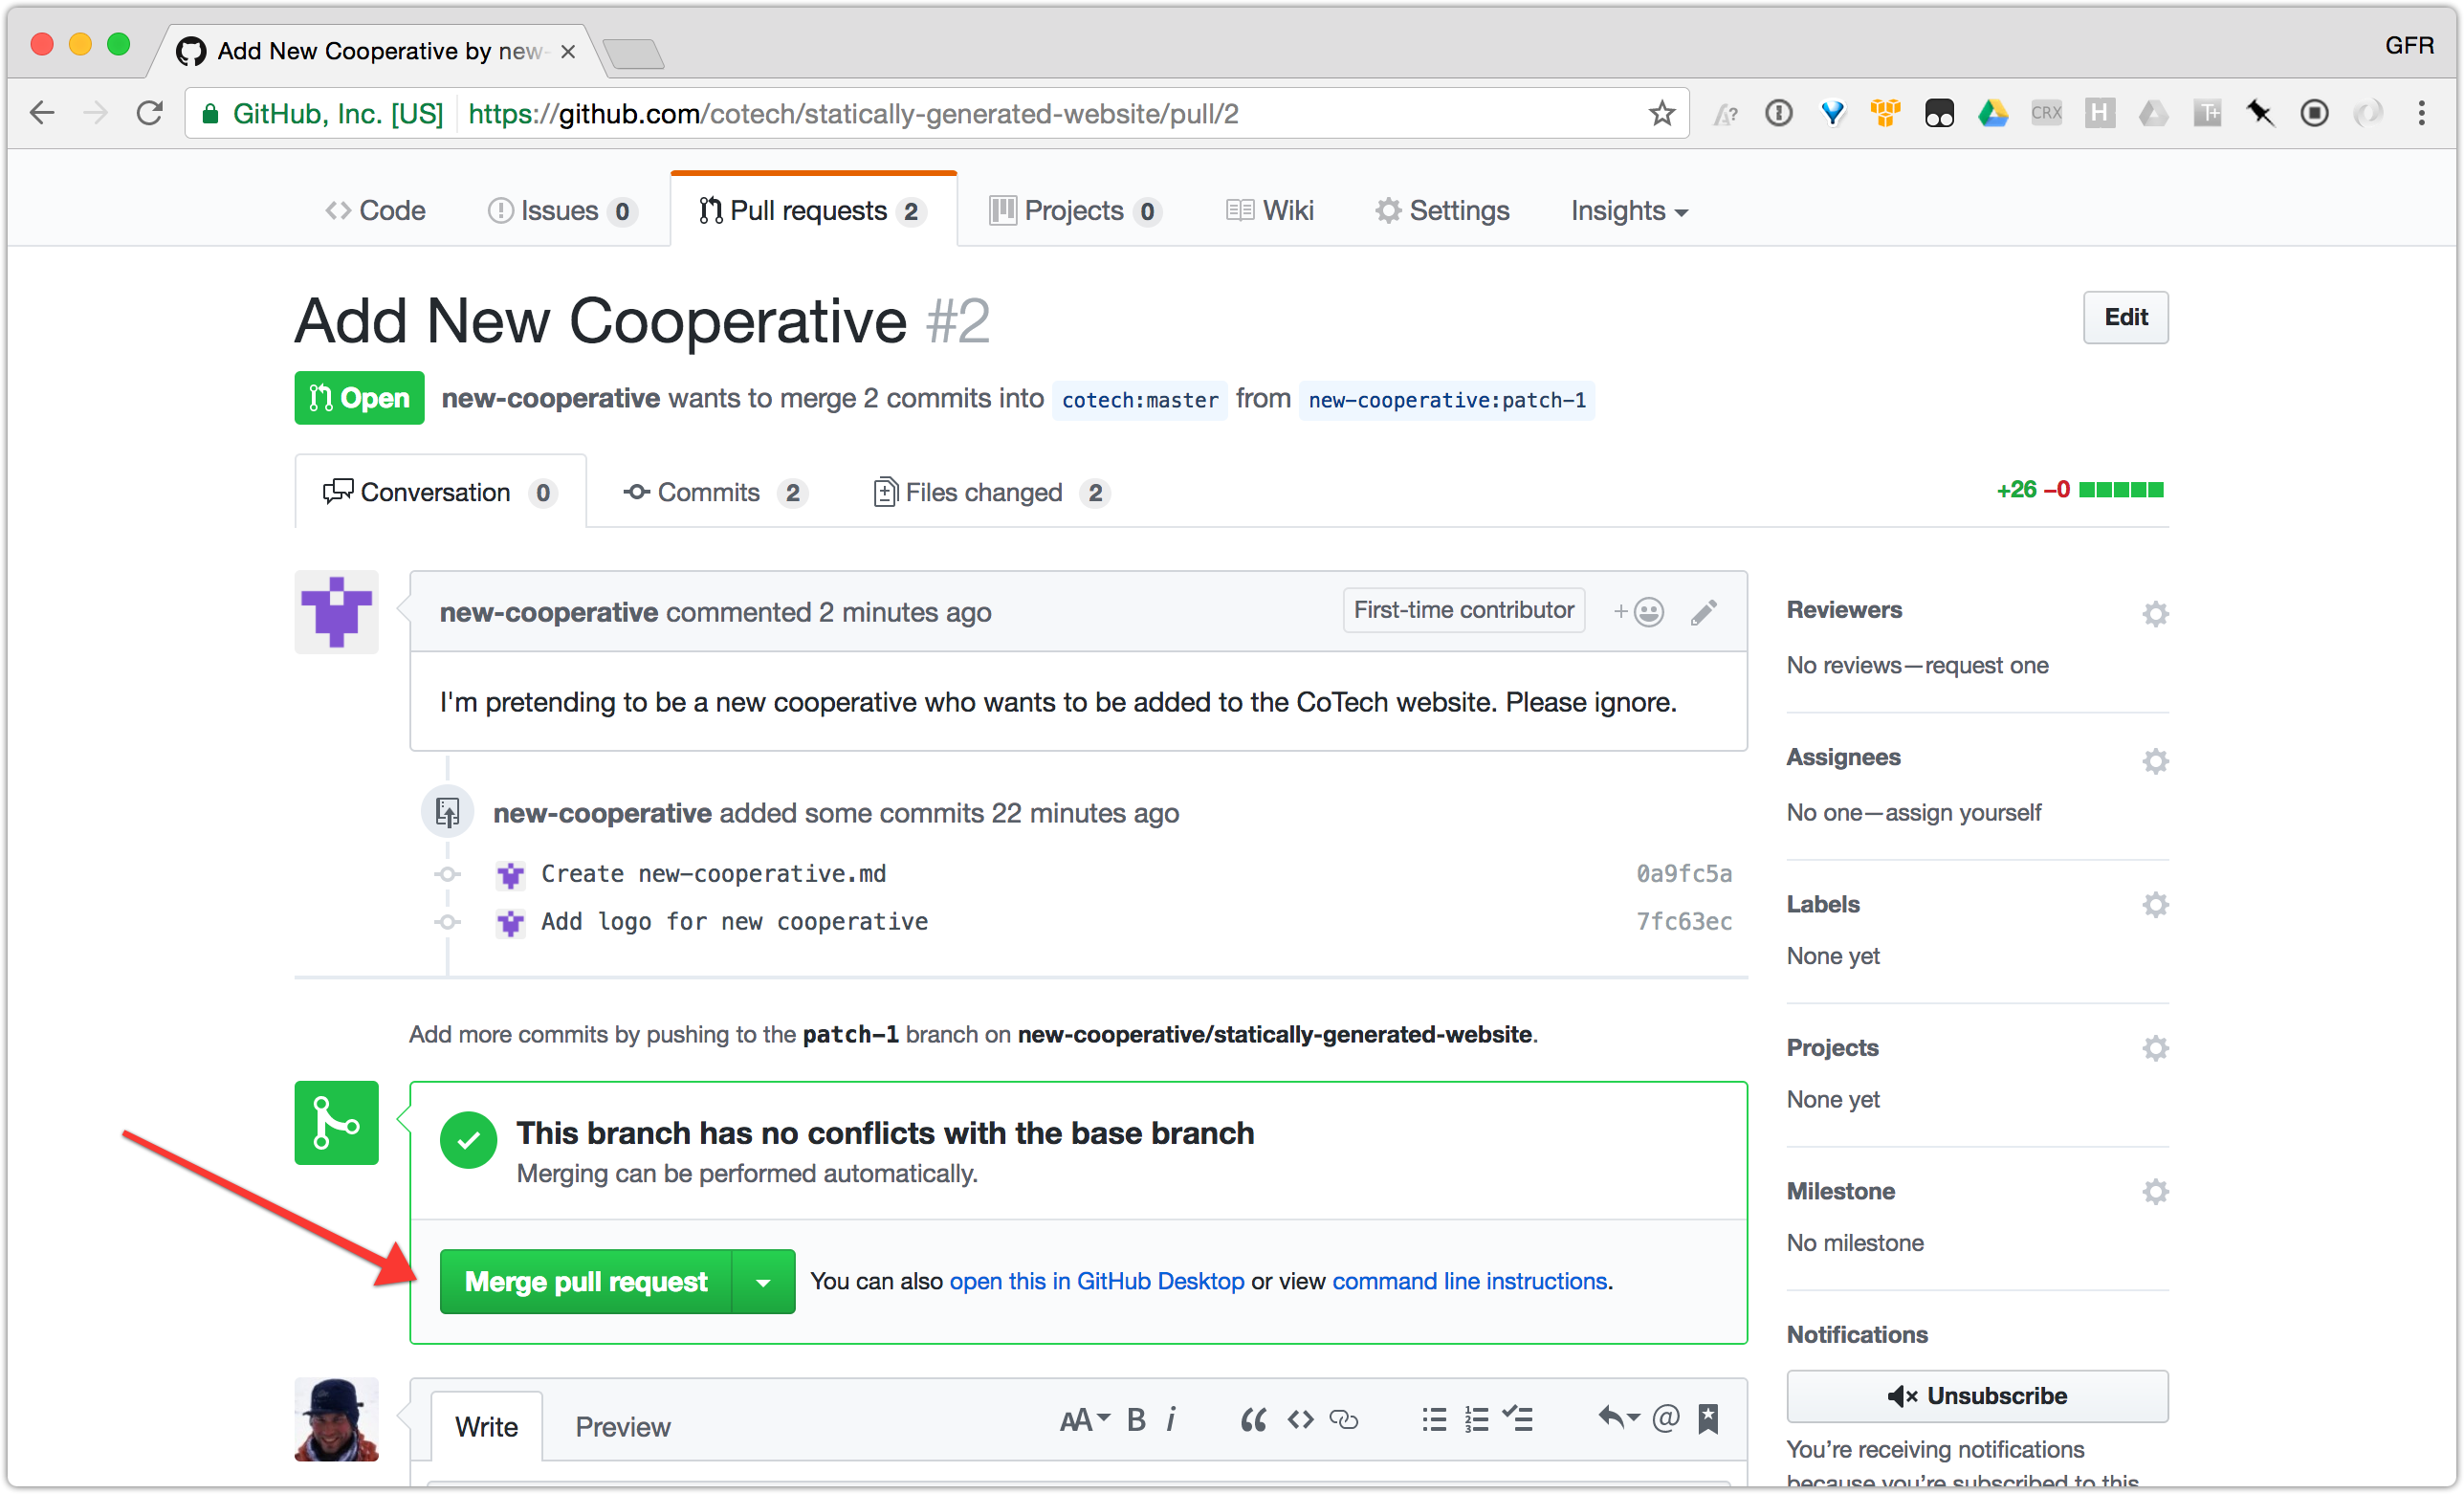 Add New Cooperative by new-
GFR
GitHub, Inc. [US] https://github.com/cotech/statically-generated-website/pull/2
CRX H T+
Code Issues 0 Pull requests 2 Projects 0 Wiki Settings Insights
Add New Cooperative #2
Edit
Open new-cooperative wants to merge 2 commits into cotech:master from new-cooperative:patch-1
Conversation 0 Commits 2 Files changed 2
+26 −0
new-cooperative commented 2 minutes ago
First-time contributor
I'm pretending to be a new cooperative who wants to be added to the CoTech website. Please ignore.
new-cooperative added some commits 22 minutes ago
Create new-cooperative.md 0a9fc5a
Add logo for new cooperative 7fc63ec
Add more commits by pushing to the patch-1 branch on new-cooperative/statically-generated-website.
This branch has no conflicts with the base branch
Merging can be performed automatically.
Merge pull request You can also open this in GitHub Desktop or view command line instructions.
Write Preview
AA B i
Reviewers
No reviews—request one
Assignees
No one—assign yourself
Labels
None yet
Projects
None yet
Milestone
No milestone
Notifications
Unsubscribe
You're receiving notifications
because you're subscribed to this